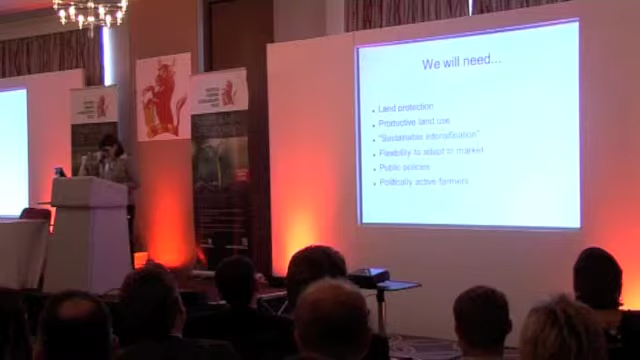 We will need...
• Land protection
• Productive land use
• "Sustainable intensification"
• Flexibility to adapt to market
• Public policies
• Politically active farmers